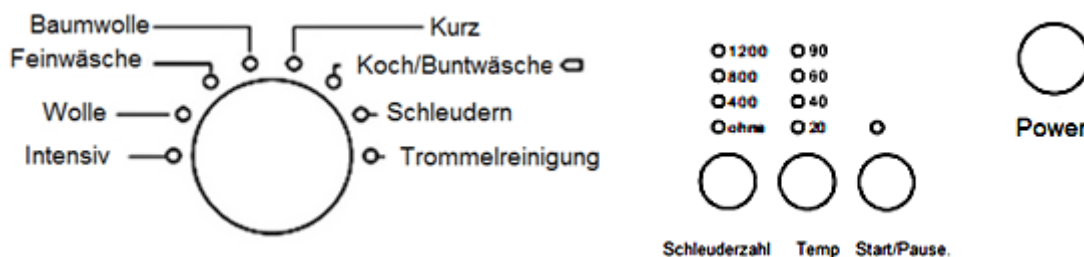 Baumwolle
Kurz
Feinwäsche
Koch/Buntwäsche
Wolle
Schleudern
Intensiv
Trommelreinigung
1200
90
800
60
400
40
ohne
20
Power
Schleuderzahl
Temp
Start/Pause.